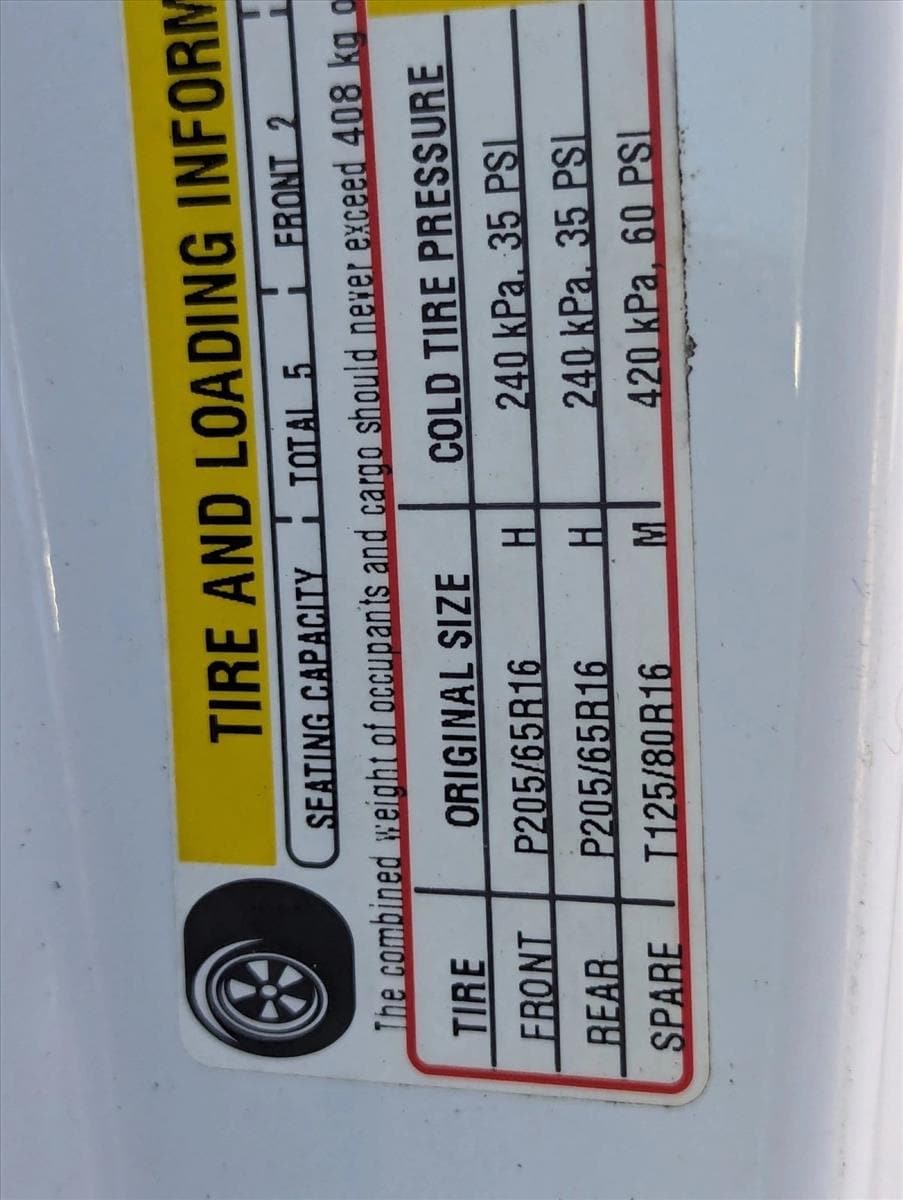 TIRE AND LOADING INFORM
SEATING CAPACITY TOTAL 5 FRONT 2
The combined weight of occupants and cargo should never exceed 408 kg o
TIRE ORIGINAL SIZE COLD TIRE PRESSURE
FRONT P205/65R16 H 240 kPa, 35 PSI
REAR P205/65R16 H 240 kPa, 35 PSI
SPARE T125/80R16 M 420 kPa, 60 PSI